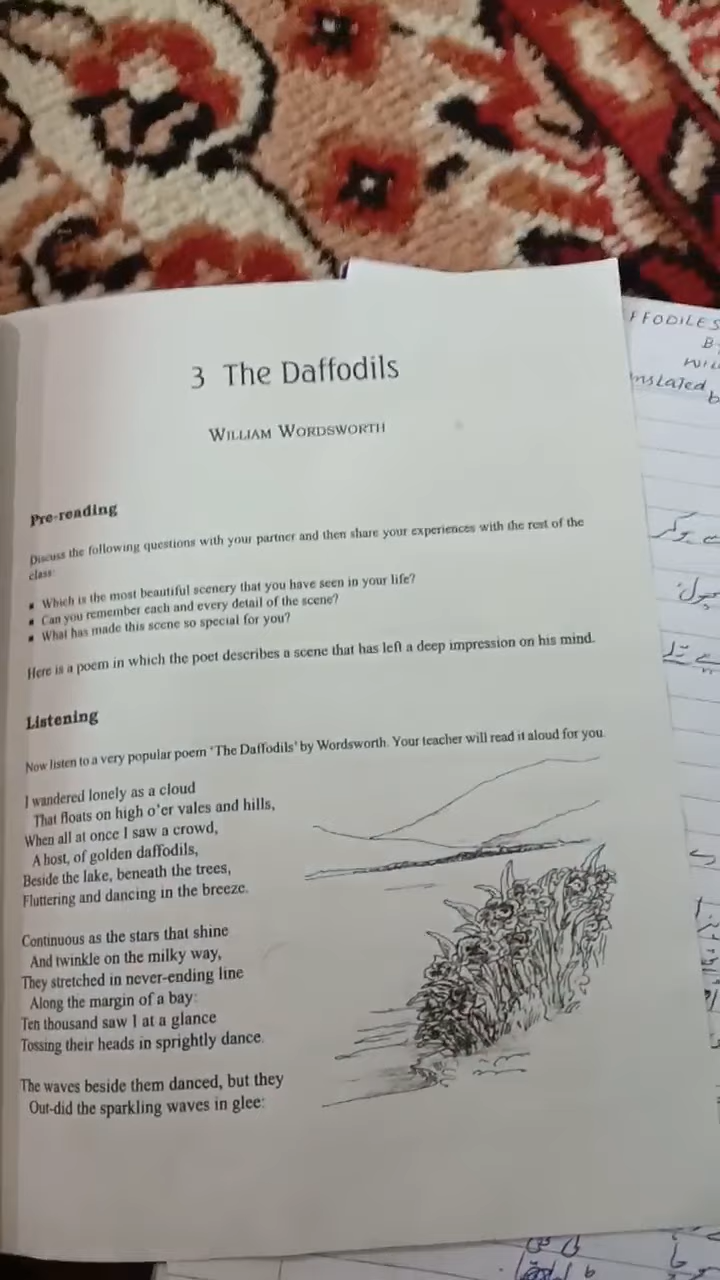 3 The Daffodils
WILLIAM WORDSWORTH
Pre-reading
Discuss the following questions with your partner and then share your experiences with the rest of the
class:
▪ Which is the most beautiful scenery that you have seen in your life?
▪ Can you remember each and every detail of the scene?
▪ What has made this scene so special for you?
Here is a poem in which the poet describes a scene that has left a deep impression on his mind.
Listening
Now listen to a very popular poem 'The Daffodils' by Wordsworth. Your teacher will read it aloud for you.
I wandered lonely as a cloud
That floats on high o'er vales and hills,
When all at once I saw a crowd,
A host, of golden daffodils,
Beside the lake, beneath the trees,
Fluttering and dancing in the breeze.
Continuous as the stars that shine
And twinkle on the milky way,
They stretched in never-ending line
Along the margin of a bay:
Ten thousand saw I at a glance
Tossing their heads in sprightly dance.
The waves beside them danced, but they
Out-did the sparkling waves in glee:
FFODILES
B
WIL
nslated
b